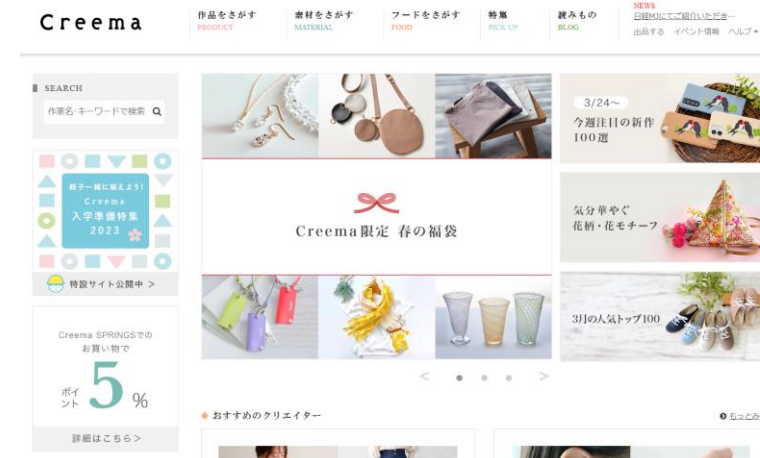 Creema
作品をさがす
PRODUCT
素材をさがす
MATERIAL
フードをさがす
FOOD
特集
PICK UP
読みもの
BLOG
NEWS
日経MJにてご紹介いただき…
出品する イベント情報 ヘルプ
SEARCH
作家名・キーワードで検索
親子一緒に備えよう!
Creema
入学準備特集
2023
特設サイト公開中 >
Creema SPRINGSでの
お買い物で
ポイ
ント
5%
詳細はこちら>
Creema限定 春の福袋
< >
3/24~
今週注目の新作
100選
気分華やぐ
花柄・花モチーフ
3月の人気トップ100
おすすめのクリエイター
もっとみ